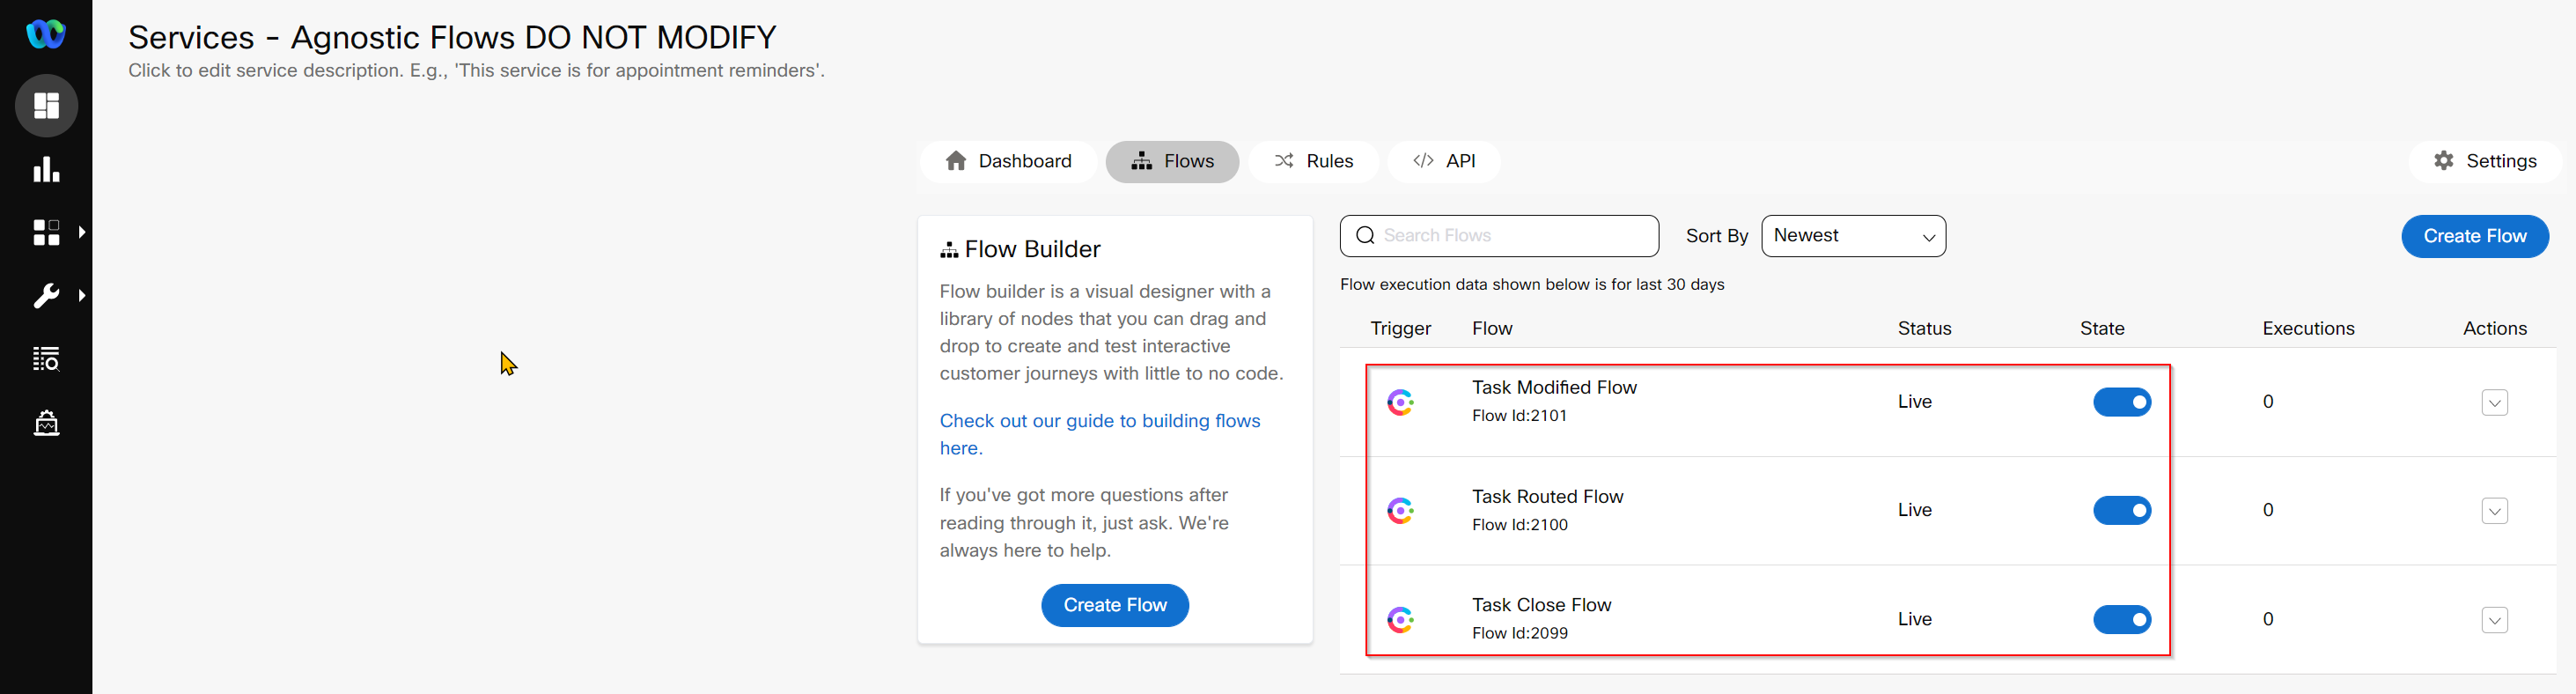 Services - Agnostic Flows DO NOT MODIFY
Click to edit service description. E.g., 'This service is for appointment reminders'.
Dashboard
Flows
Rules
</> API
Settings
Flow Builder
Flow builder is a visual designer with a
library of nodes that you can drag and
drop to create and test interactive
customer journeys with little to no code.
Check out our guide to building flows
here.
If you've got more questions after
reading through it, just ask. We're
always here to help.
Create Flow
Search Flows
Sort By
Newest
Create Flow
Flow execution data shown below is for last 30 days
Trigger Flow Status State Executions Actions
Task Modified Flow
Flow Id:2101
Live
0
Task Routed Flow
Flow Id:2100
Live
0
Task Close Flow
Flow Id:2099
Live
0